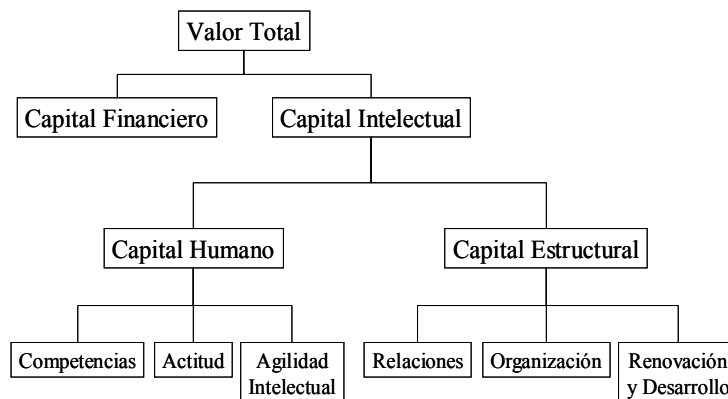 Valor Total
Capital Financiero
Capital Intelectual
Capital Humano
Capital Estructural
Competencias
Actitud
Agilidad
Intelectual
Relaciones
Organización
Renovación
y Desarrollo